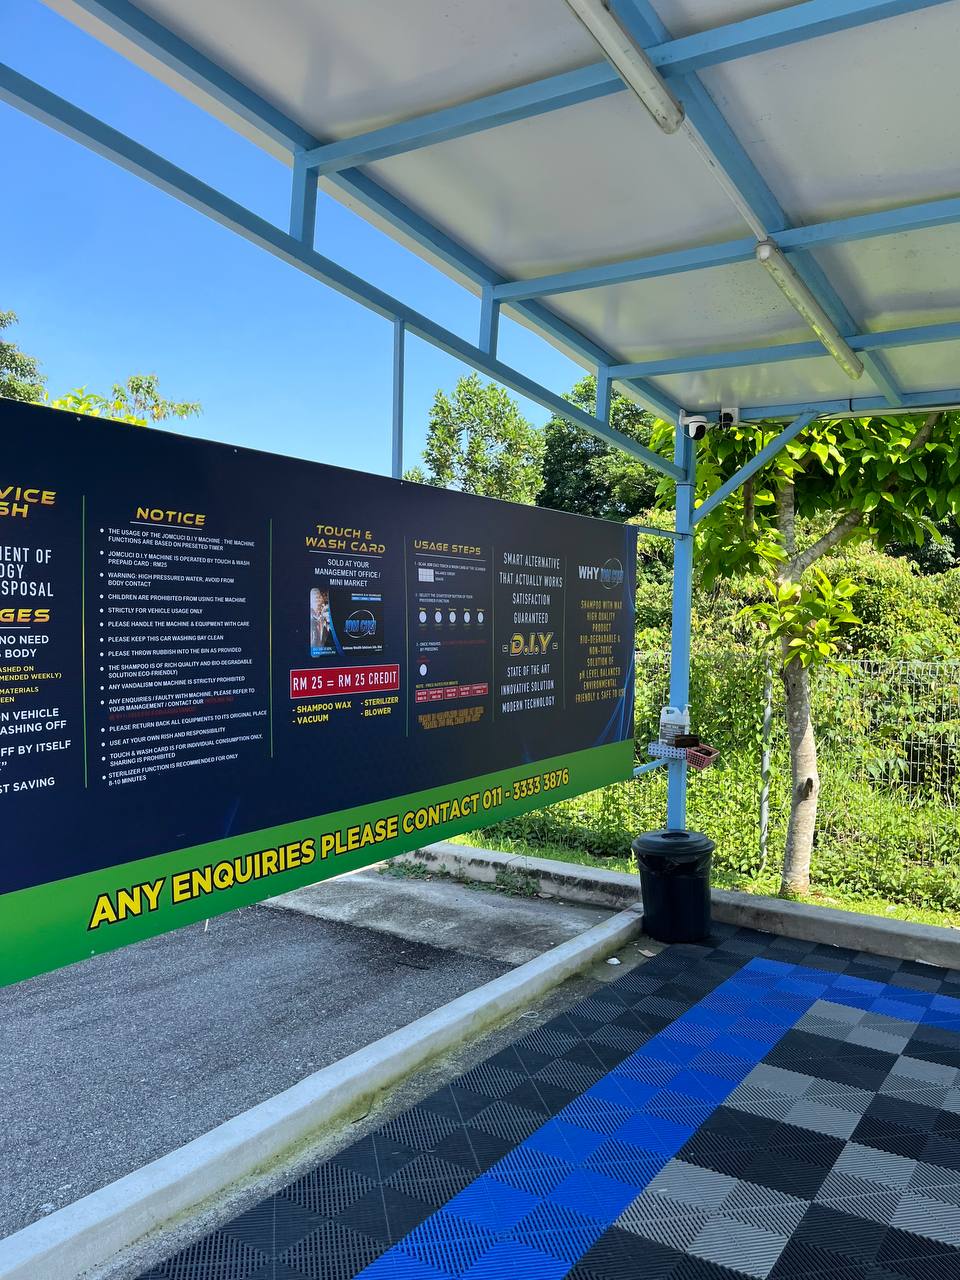 VICE
SH
MENT OF
OGY
SPOSAL
GES
NO NEED
BODY
ASHED ON
MENDED WEEKLY)
MATERIALS
EEN
ON VEHICLE
ASHING OFF
FF BY ITSELF
ST SAVING
NOTICE
THE USAGE OF THE JOMCUCI D.I.Y MACHINE : THE MACHINE
FUNCTIONS ARE BASED ON PRESETED TIMER
JOMCUCI D.I.Y MACHINE IS OPERATED BY TOUCH & WASH
PREPAID CARD : RM25
WARNING: HIGH PRESSURED WATER, AVOID FROM
BODY CONTACT
CHILDREN ARE PROHIBITED FROM USING THE MACHINE
STRICTLY FOR VEHICLE USAGE ONLY
PLEASE HANDLE THE MACHINE & EQUIPMENT WITH CARE
PLEASE KEEP THIS CAR WASHING BAY CLEAN
PLEASE THROW RUBBISH INTO THE BIN AS PROVIDED
THE SHAMPOO IS OF RICH QUALITY AND BIO-DEGRADABLE
SOLUTION ECO-FRIENDLY)
ANY VANDALISM ON MACHINE IS STRICTLY PROHIBITED
ANY ENQUIRIES / FAULTY WITH MACHINE, PLEASE REFER TO
YOUR MANAGEMENT / CONTACT OUR
PLEASE RETURN BACK ALL EQUIPMENTS TO ITS ORIGINAL PLACE
USE AT YOUR OWN RISH AND RESPONSIBILITY
TOUCH & WASH CARD IS FOR INDIVIDUAL CONSUMPTION ONLY.
SHARING IS PROHIBITED
STERILIZER FUNCTION IS RECOMMENDED FOR ONLY
8-10 MINUTES
TOUCH &
WASH CARD
SOLD AT YOUR
MANAGEMENT OFFICE /
MINI MARKET
JOM CUCI
RM 25 = RM 25 CREDIT
- SHAMPOO WAX
- VACUUM
- STERILIZER
- BLOWER
USAGE STEPS
SMART ALTERNATIVE
THAT ACTUALLY WORKS
SATISFACTION
GUARANTEED
- D.I.Y -
STATE OF THE ART
INNOVATIVE SOLUTION
MODERN TECHNOLOGY
WHY JOM CUCI
SHAMPOO WITH WAX
HIGH QUALITY
PRODUCT
BIO-DEGRADABLE &
NON-TOXIC
SOLUTION OF
pH LEVEL BALANCED
ENVIRONMENTAL
FRIENDLY & SAFE TO USE
ANY ENQUIRIES PLEASE CONTACT 011 - 3333 3876